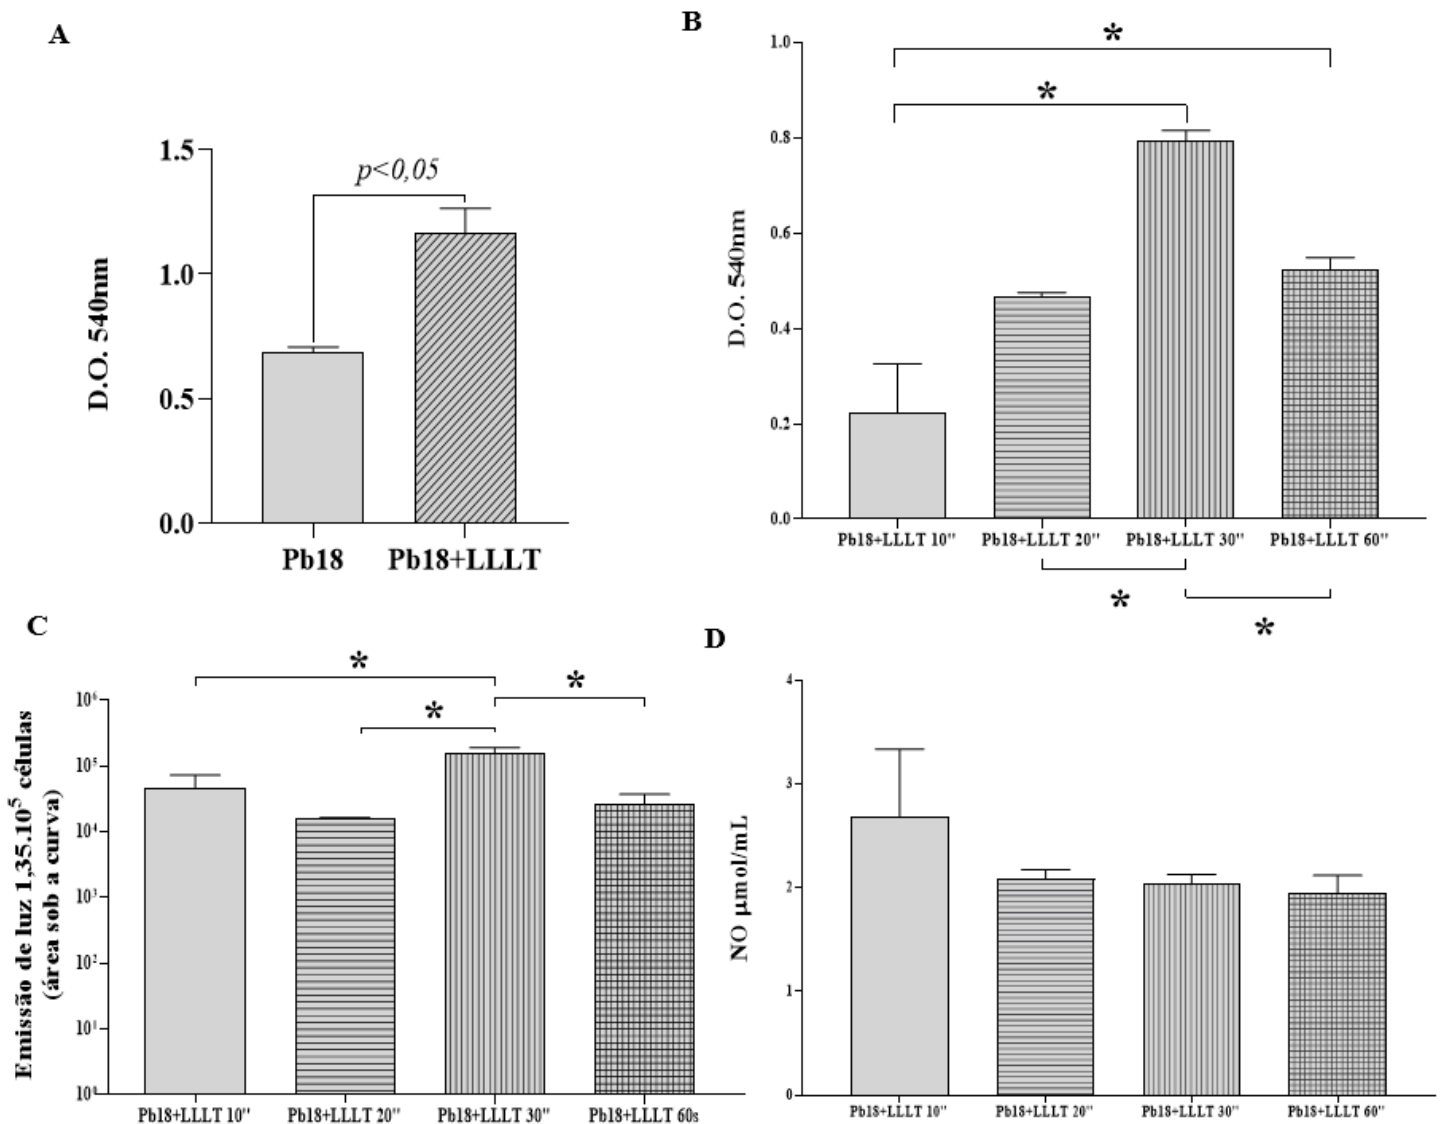 A
1.5
1.0
0.5
0.0
D.O. 540nm
p<0,05
Pb18
Pb18+LLLT
B
1.0
0.8
0.6
0.4
0.2
0.0
D.O. 540nm
*
*
Pb18+LLLT 10"
Pb18+LLLT 20"
Pb18+LLLT 30"
Pb18+LLLT 60"
*
*
C
10⁶
10⁵
10⁴
10³
10²
10¹
10⁰
Emissão de luz 1,35.10⁵ células
(área sob a curva)
*
*
*
Pb18+LLLT 10"
Pb18+LLLT 20"
Pb18+LLLT 30"
Pb18+LLLT 60s
D
4
3
2
1
0
NO µmol/mL
Pb18+LLLT 10"
Pb18+LLLT 20"
Pb18+LLLT 30"
Pb18+LLLT 60"